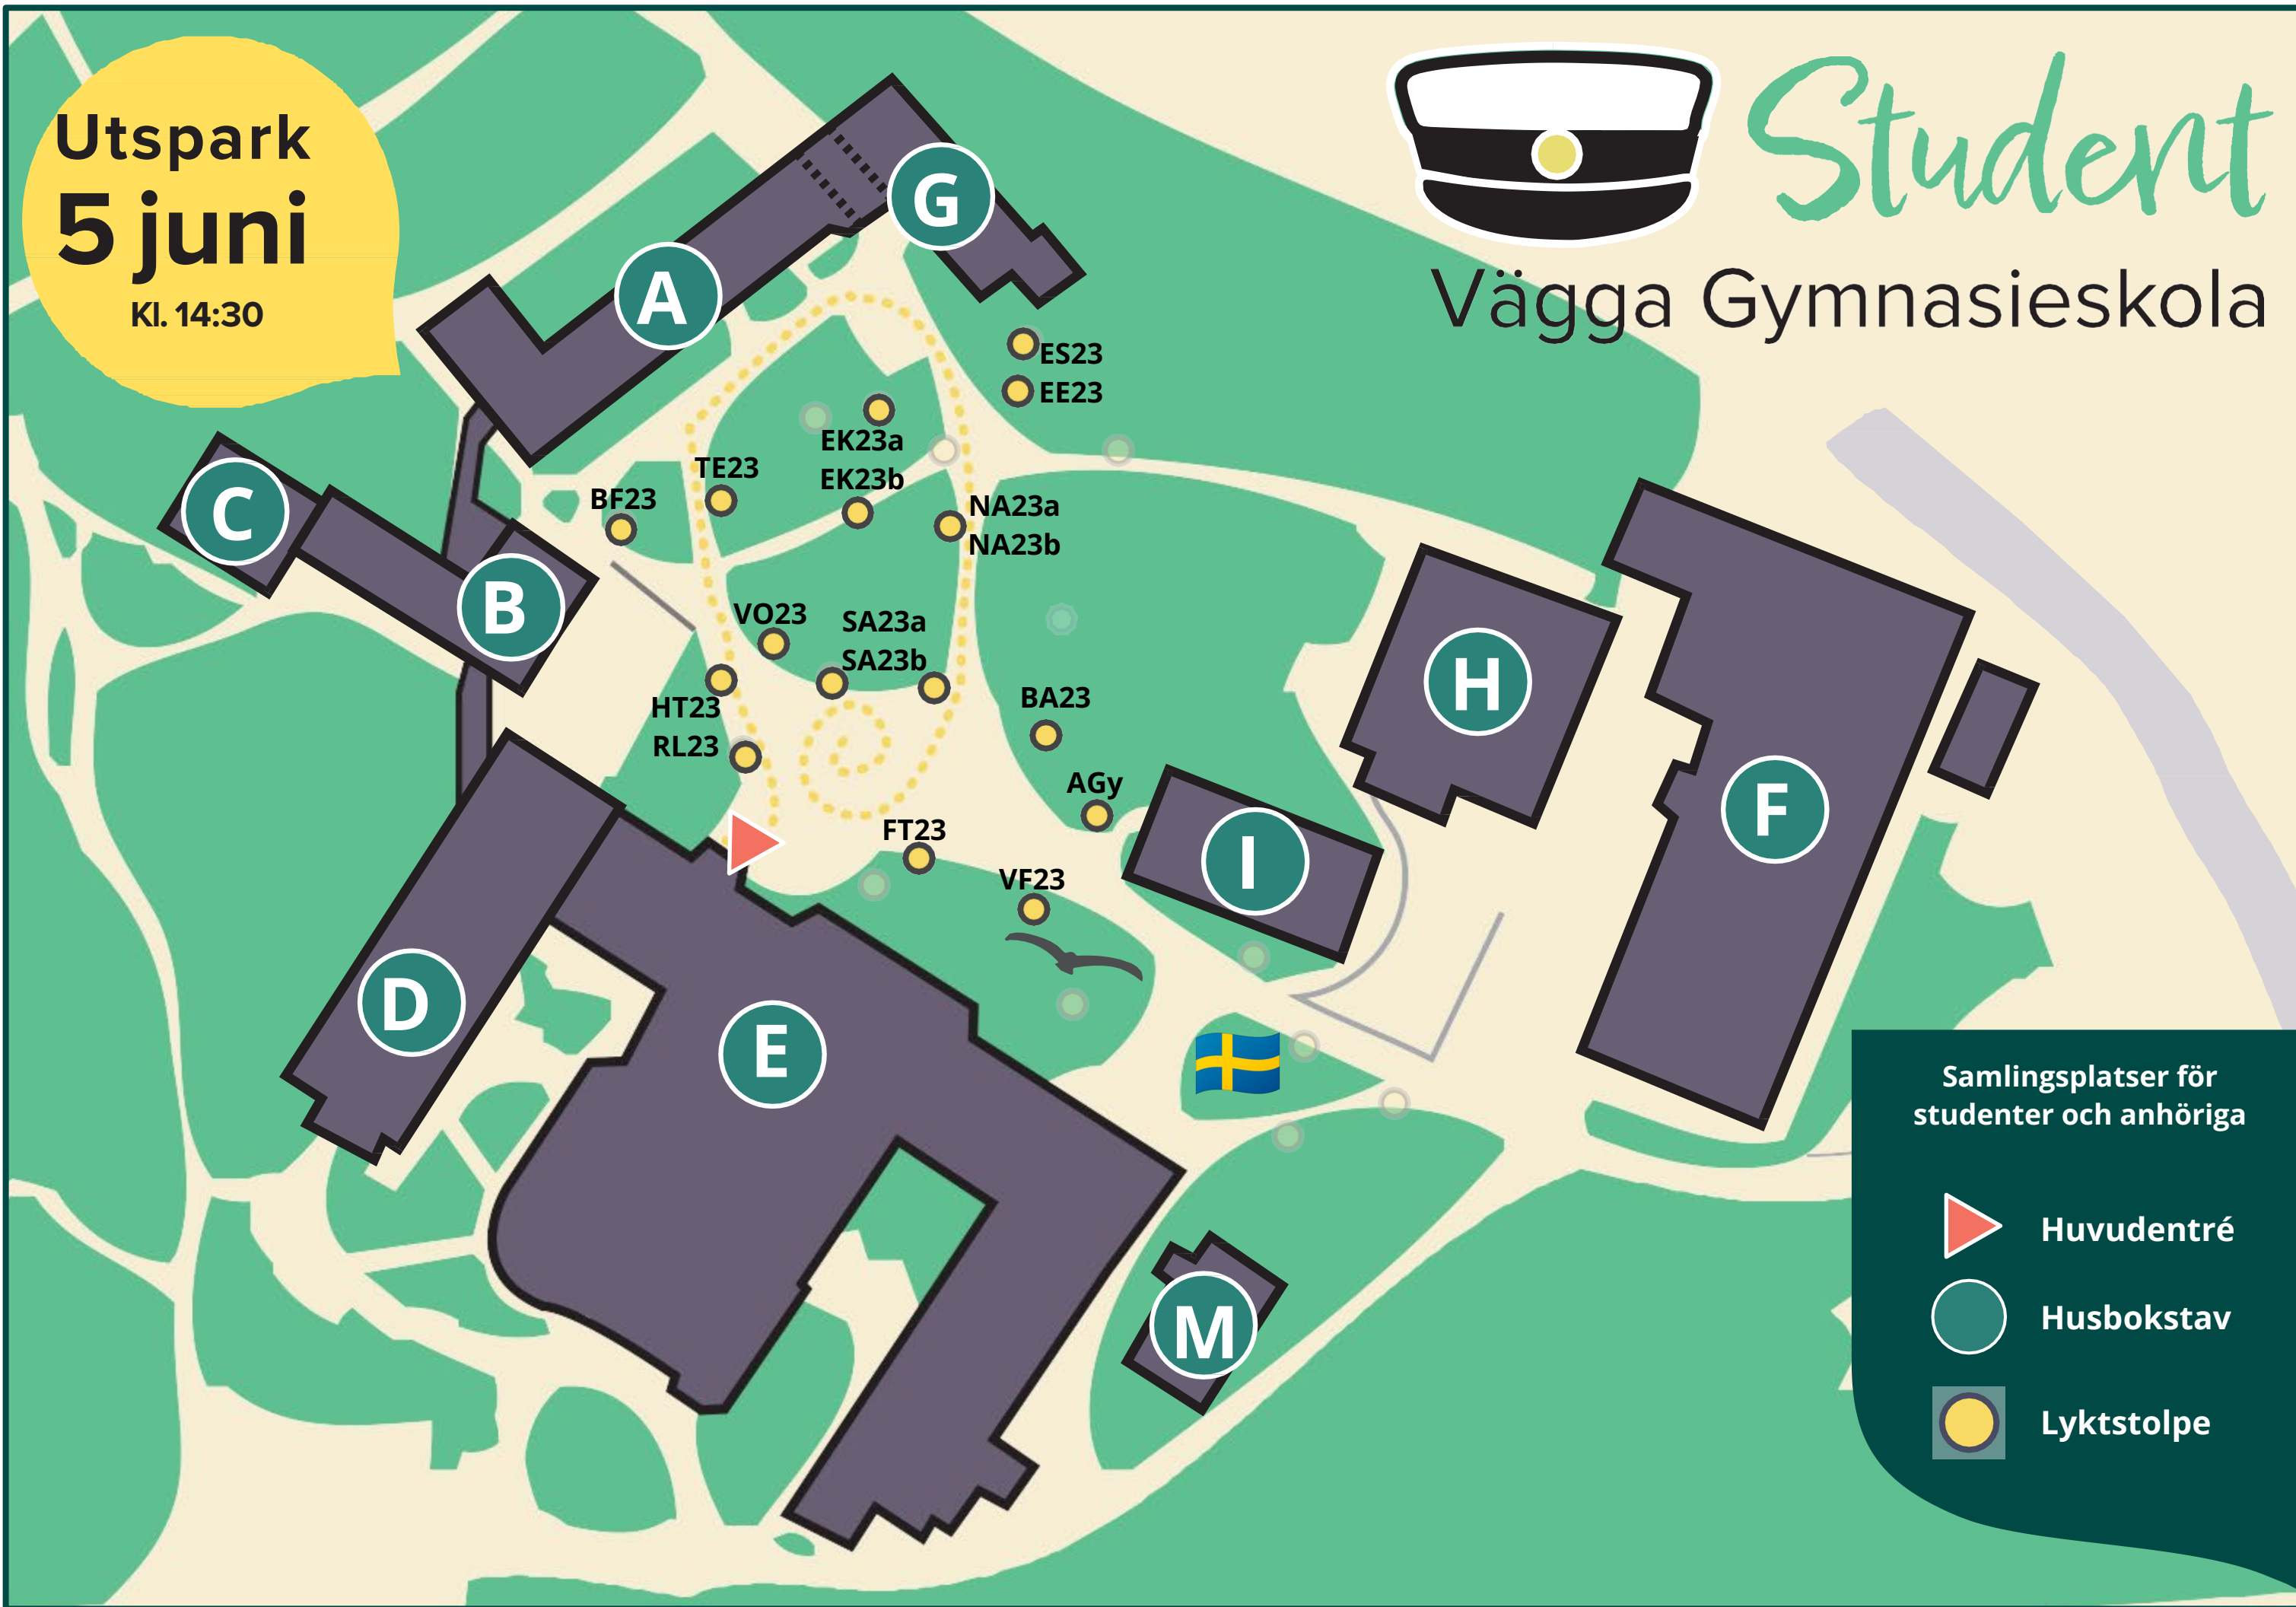 Utspark
5 juni
Kl. 14:30
Student
Vägga Gymnasieskola
G
A
ES23
EE23
EK23a
EK23b
TE23
BF23
NA23a
NA23b
C
B
VO23
SA23a
SA23b
HT23
RL23
BA23
AGy
FT23
VF23
H
F
I
D
E
M
Samlingsplatser för
studenter och anhöriga
Huvudentré
Husbokstav
Lyktstolpe